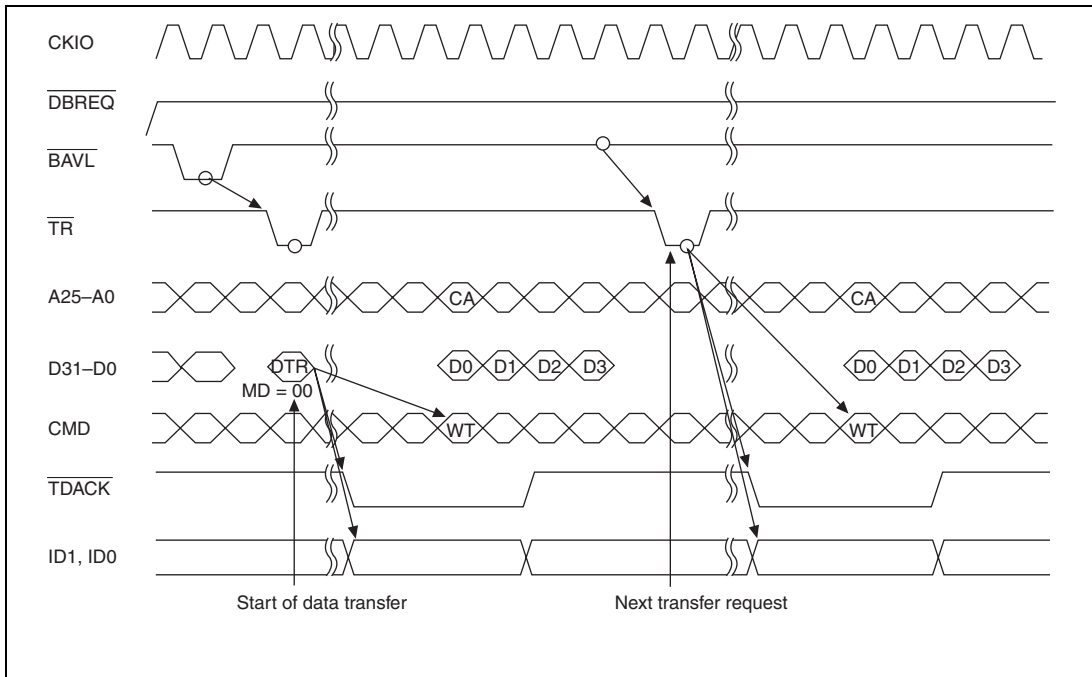 CKIO
DBREQ
BAVL
TR
A25–A0 CA CA
D31–D0 DTR D0 D1 D2 D3 D0 D1 D2 D3
MD = 00
CMD WT WT
TDACK
ID1, ID0
Start of data transfer Next transfer request